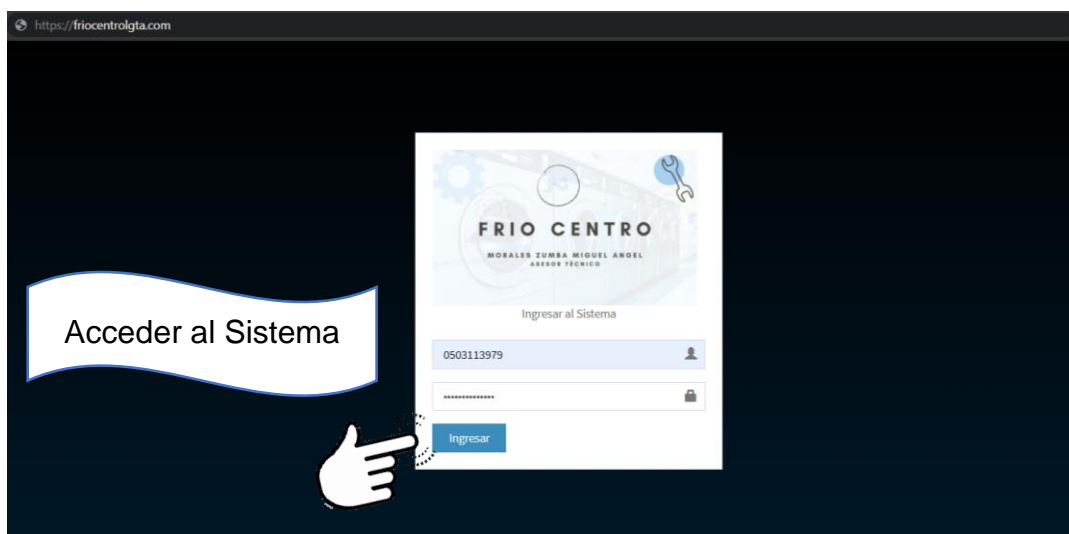 https://friocentrolgta.com
FRIO CENTRO
MORALES ZUMBA MIGUEL ANGEL
ASESOR TÉCNICO
Ingresar al Sistema
Acceder al Sistema
0503113979
••••••••••••••
Ingresar